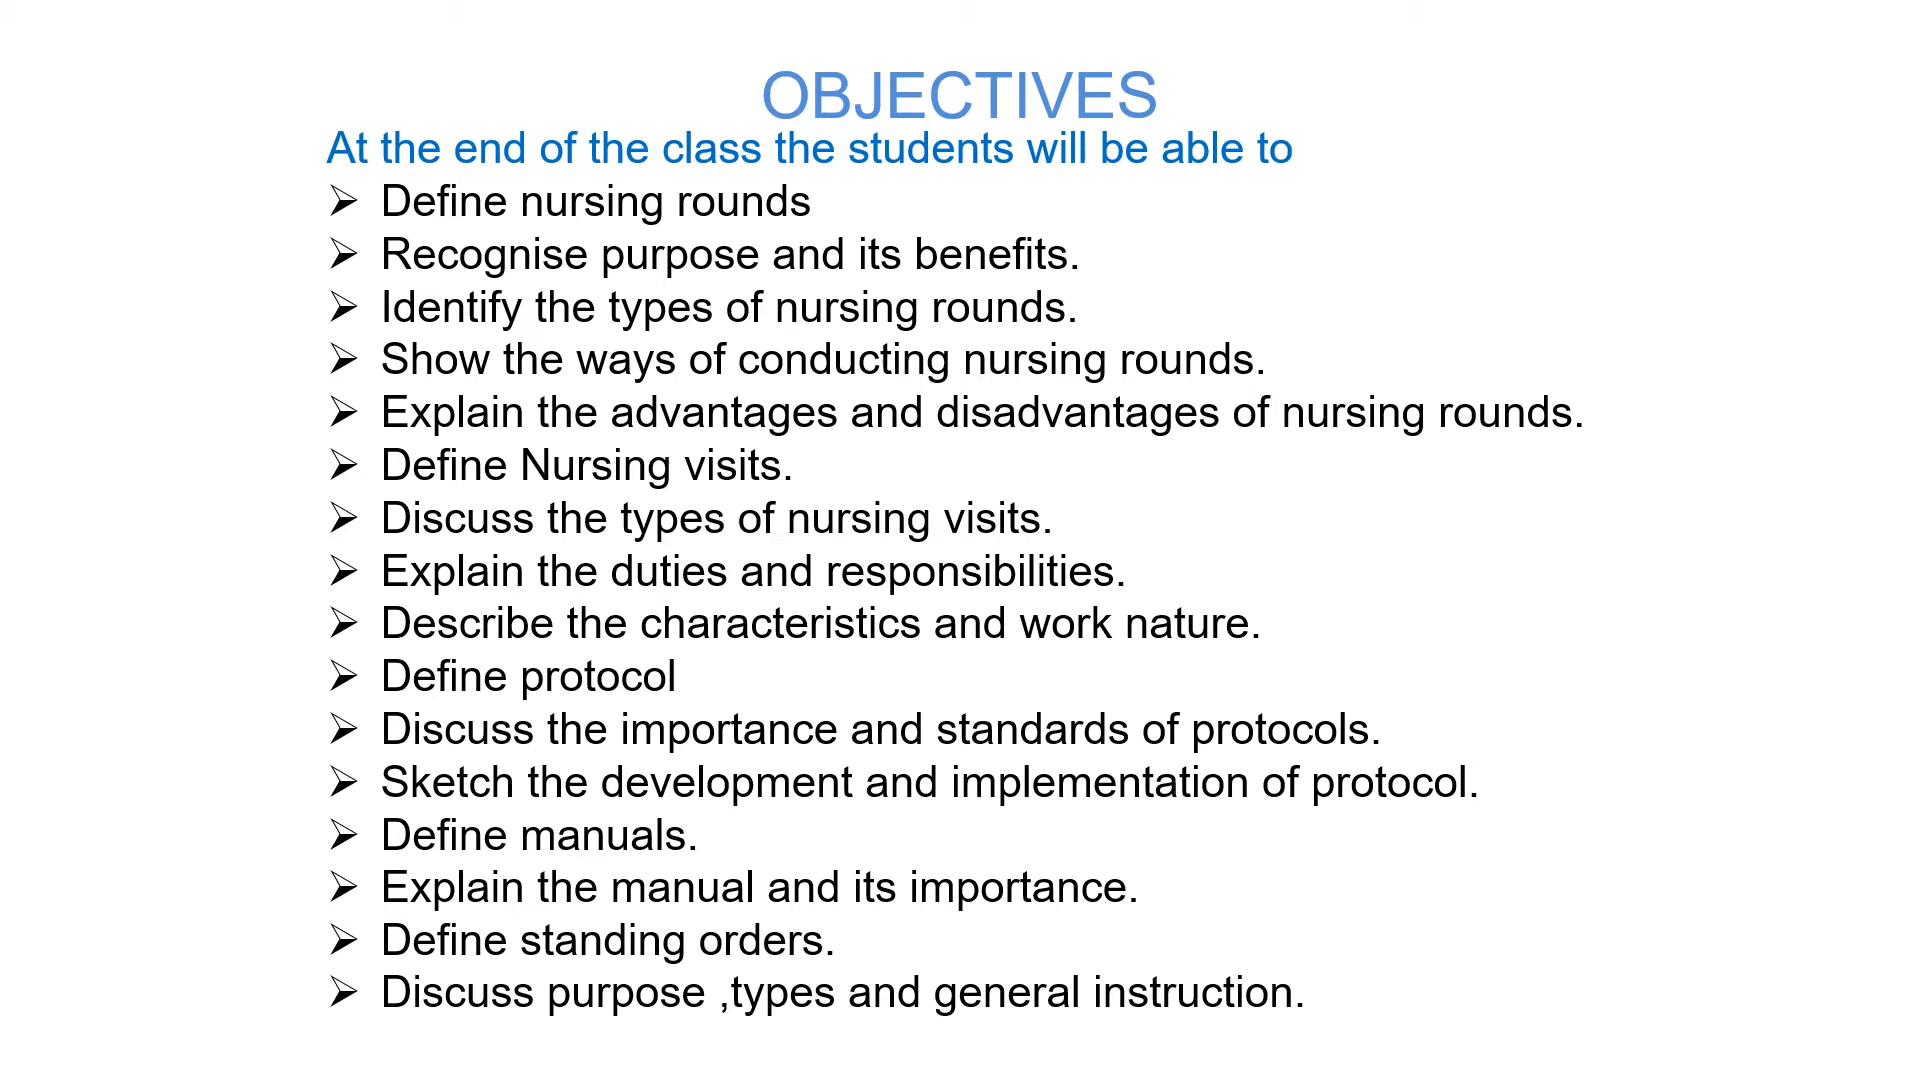 OBJECTIVES
At the end of the class the students will be able to
➢ Define nursing rounds
➢ Recognise purpose and its benefits.
➢ Identify the types of nursing rounds.
➢ Show the ways of conducting nursing rounds.
➢ Explain the advantages and disadvantages of nursing rounds.
➢ Define Nursing visits.
➢ Discuss the types of nursing visits.
➢ Explain the duties and responsibilities.
➢ Describe the characteristics and work nature.
➢ Define protocol
➢ Discuss the importance and standards of protocols.
➢ Sketch the development and implementation of protocol.
➢ Define manuals.
➢ Explain the manual and its importance.
➢ Define standing orders.
➢ Discuss purpose ,types and general instruction.